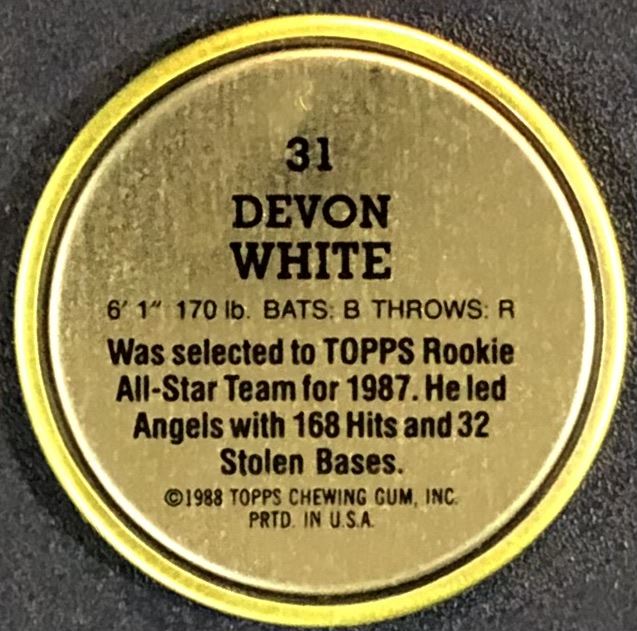 31
DEVON
WHITE
6' 1" 170 lb. BATS: B THROWS: R
Was selected to TOPPS Rookie
All-Star Team for 1987. He led
Angels with 168 Hits and 32
Stolen Bases.
©1988 TOPPS CHEWING GUM, INC.
PRTD. IN U.S.A.